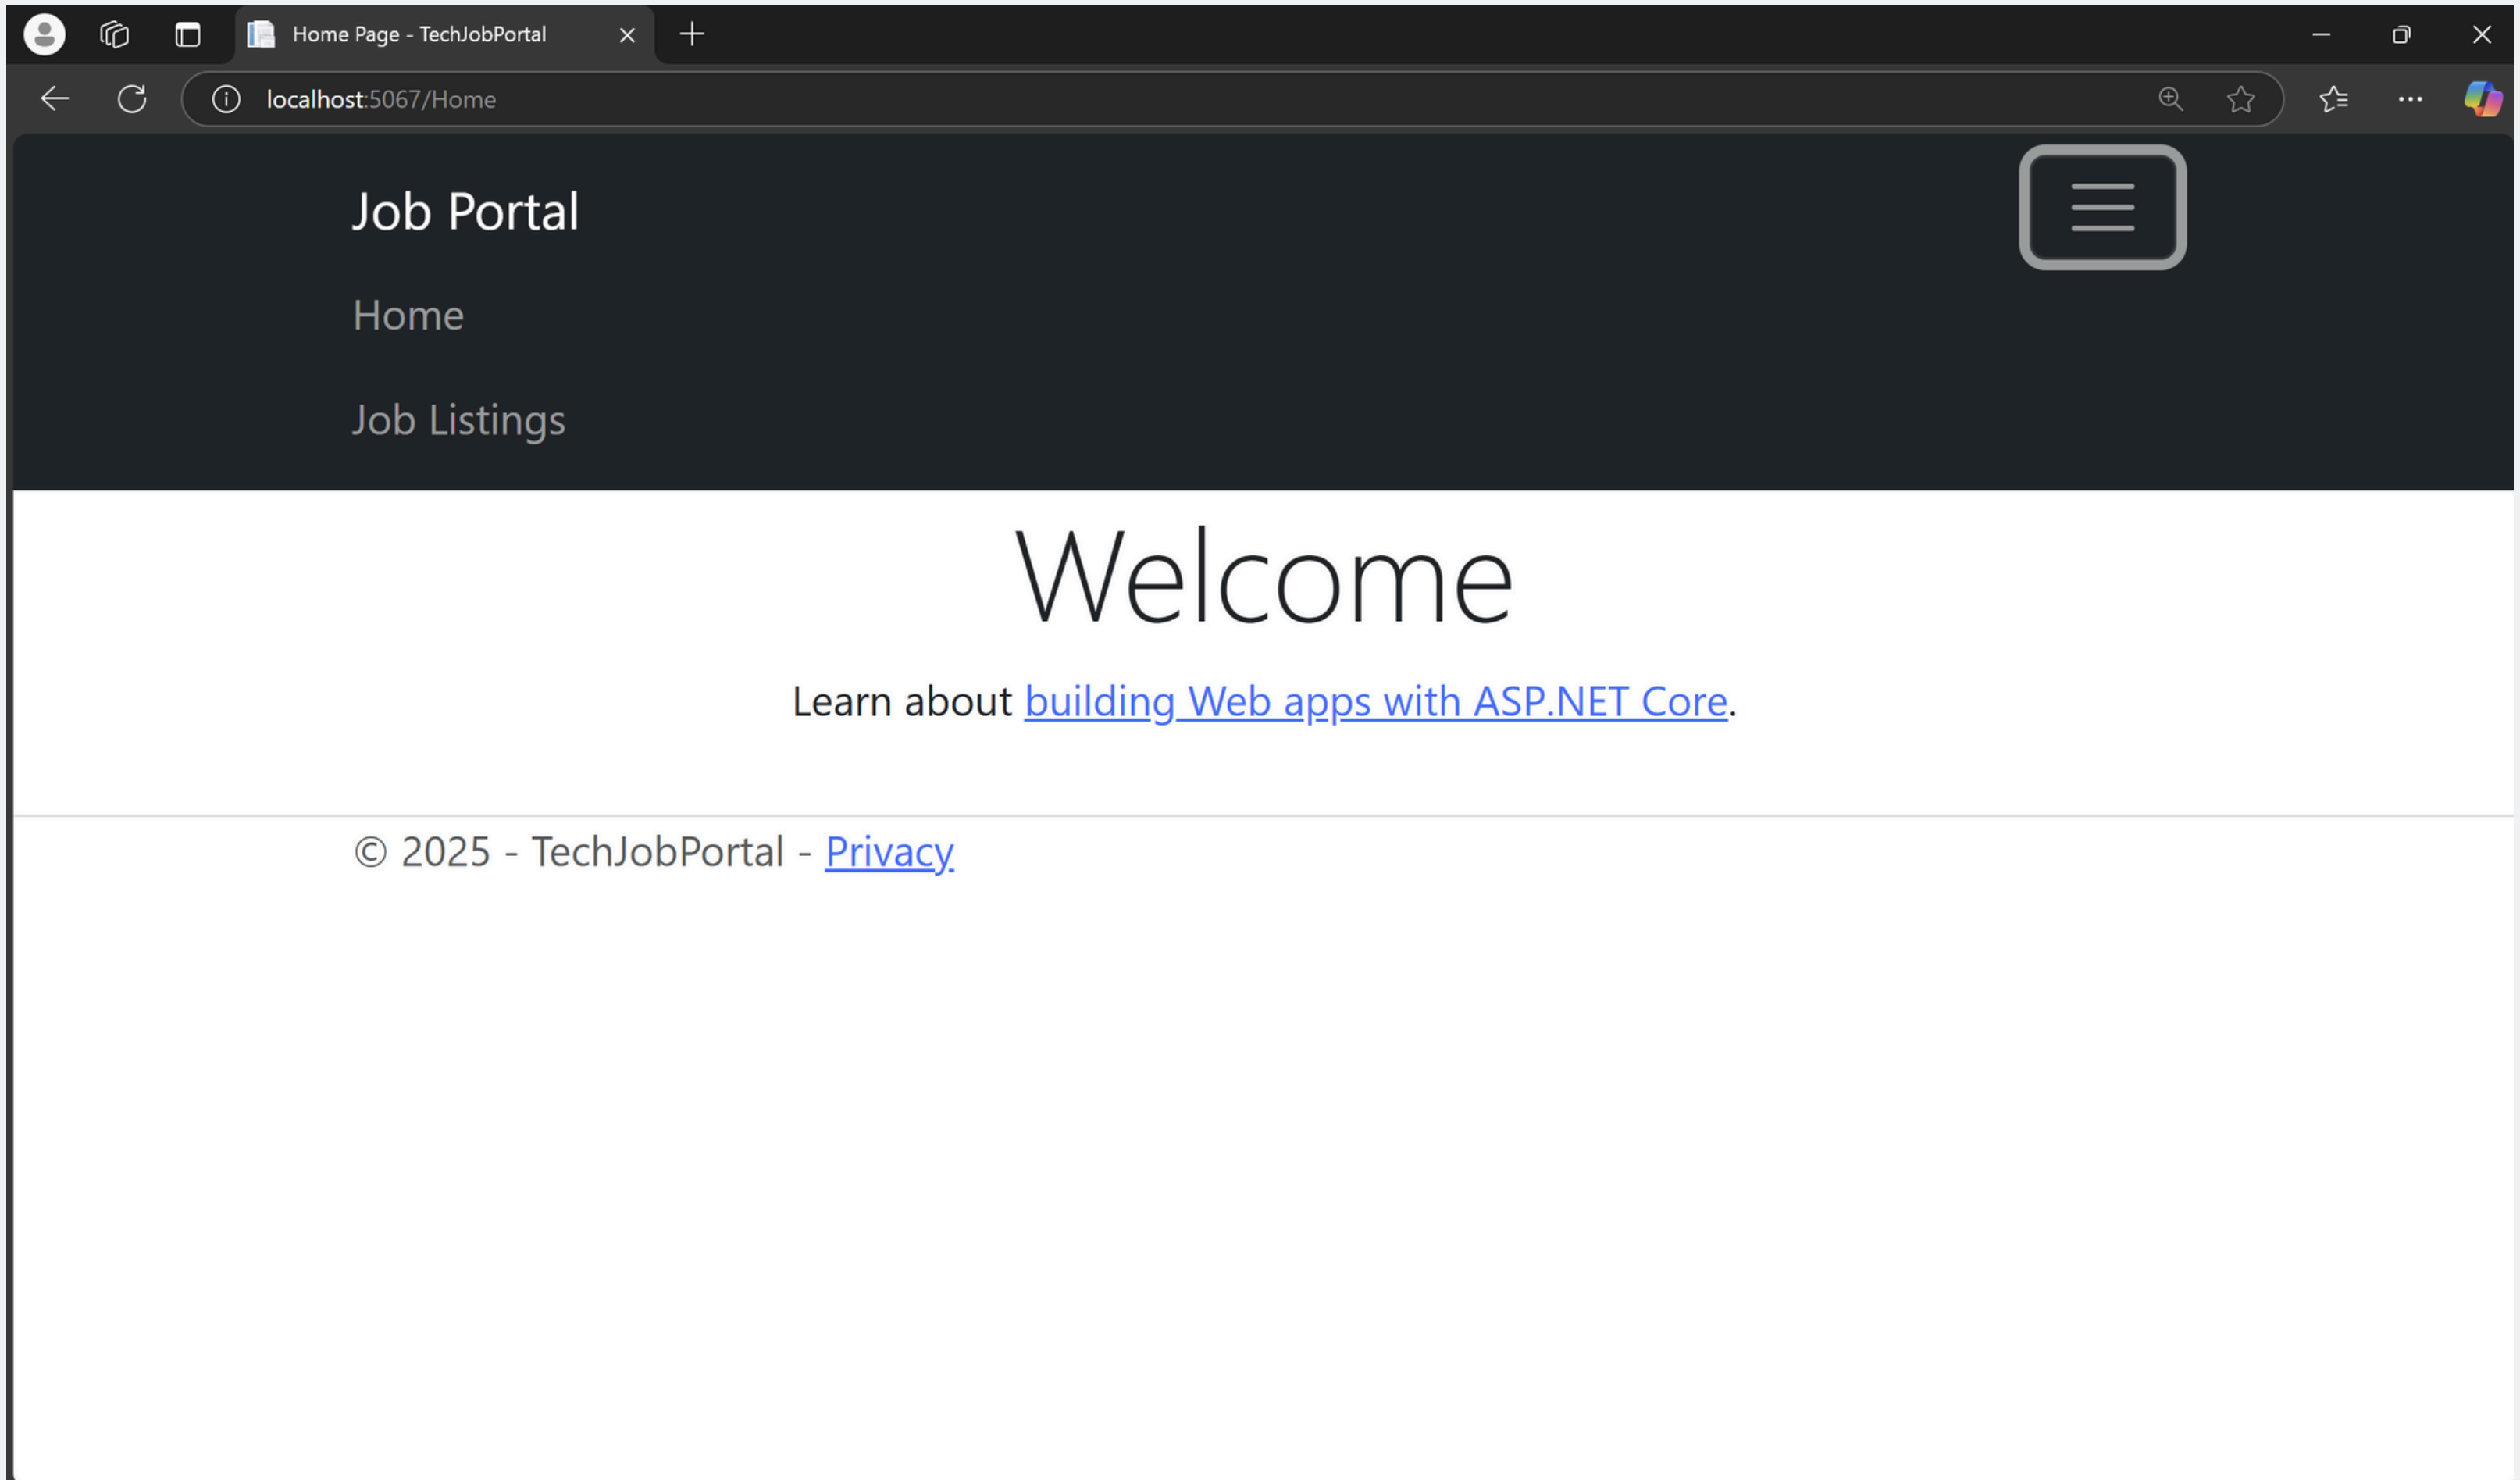 Home Page - TechJobPortal
localhost:5067/Home
Job Portal
Home
Job Listings
Welcome
Learn about building Web apps with ASP.NET Core.
© 2025 - TechJobPortal - Privacy